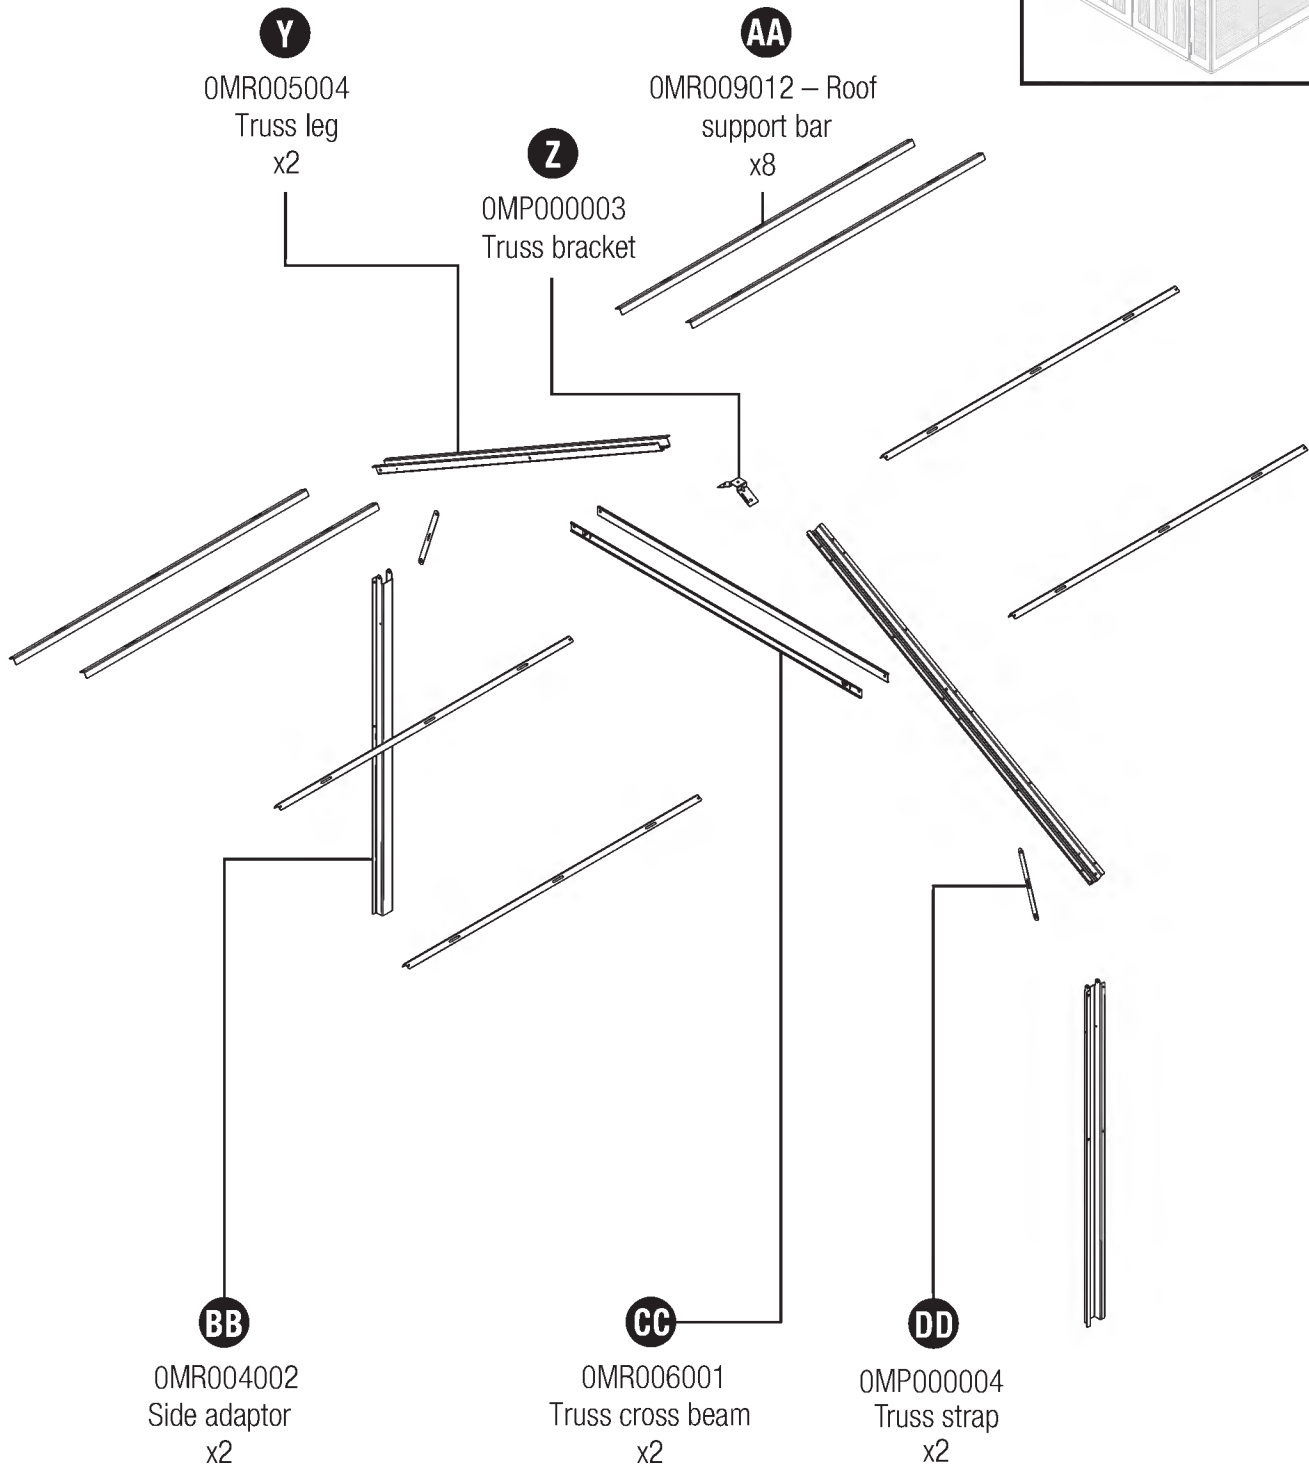 Y
0MR005004
Truss leg
x2
Z
0MP000003
Truss bracket
AA
0MR009012 – Roof
support bar
x8
BB
0MR004002
Side adaptor
x2
CC
0MR006001
Truss cross beam
x2
DD
0MP000004
Truss strap
x2